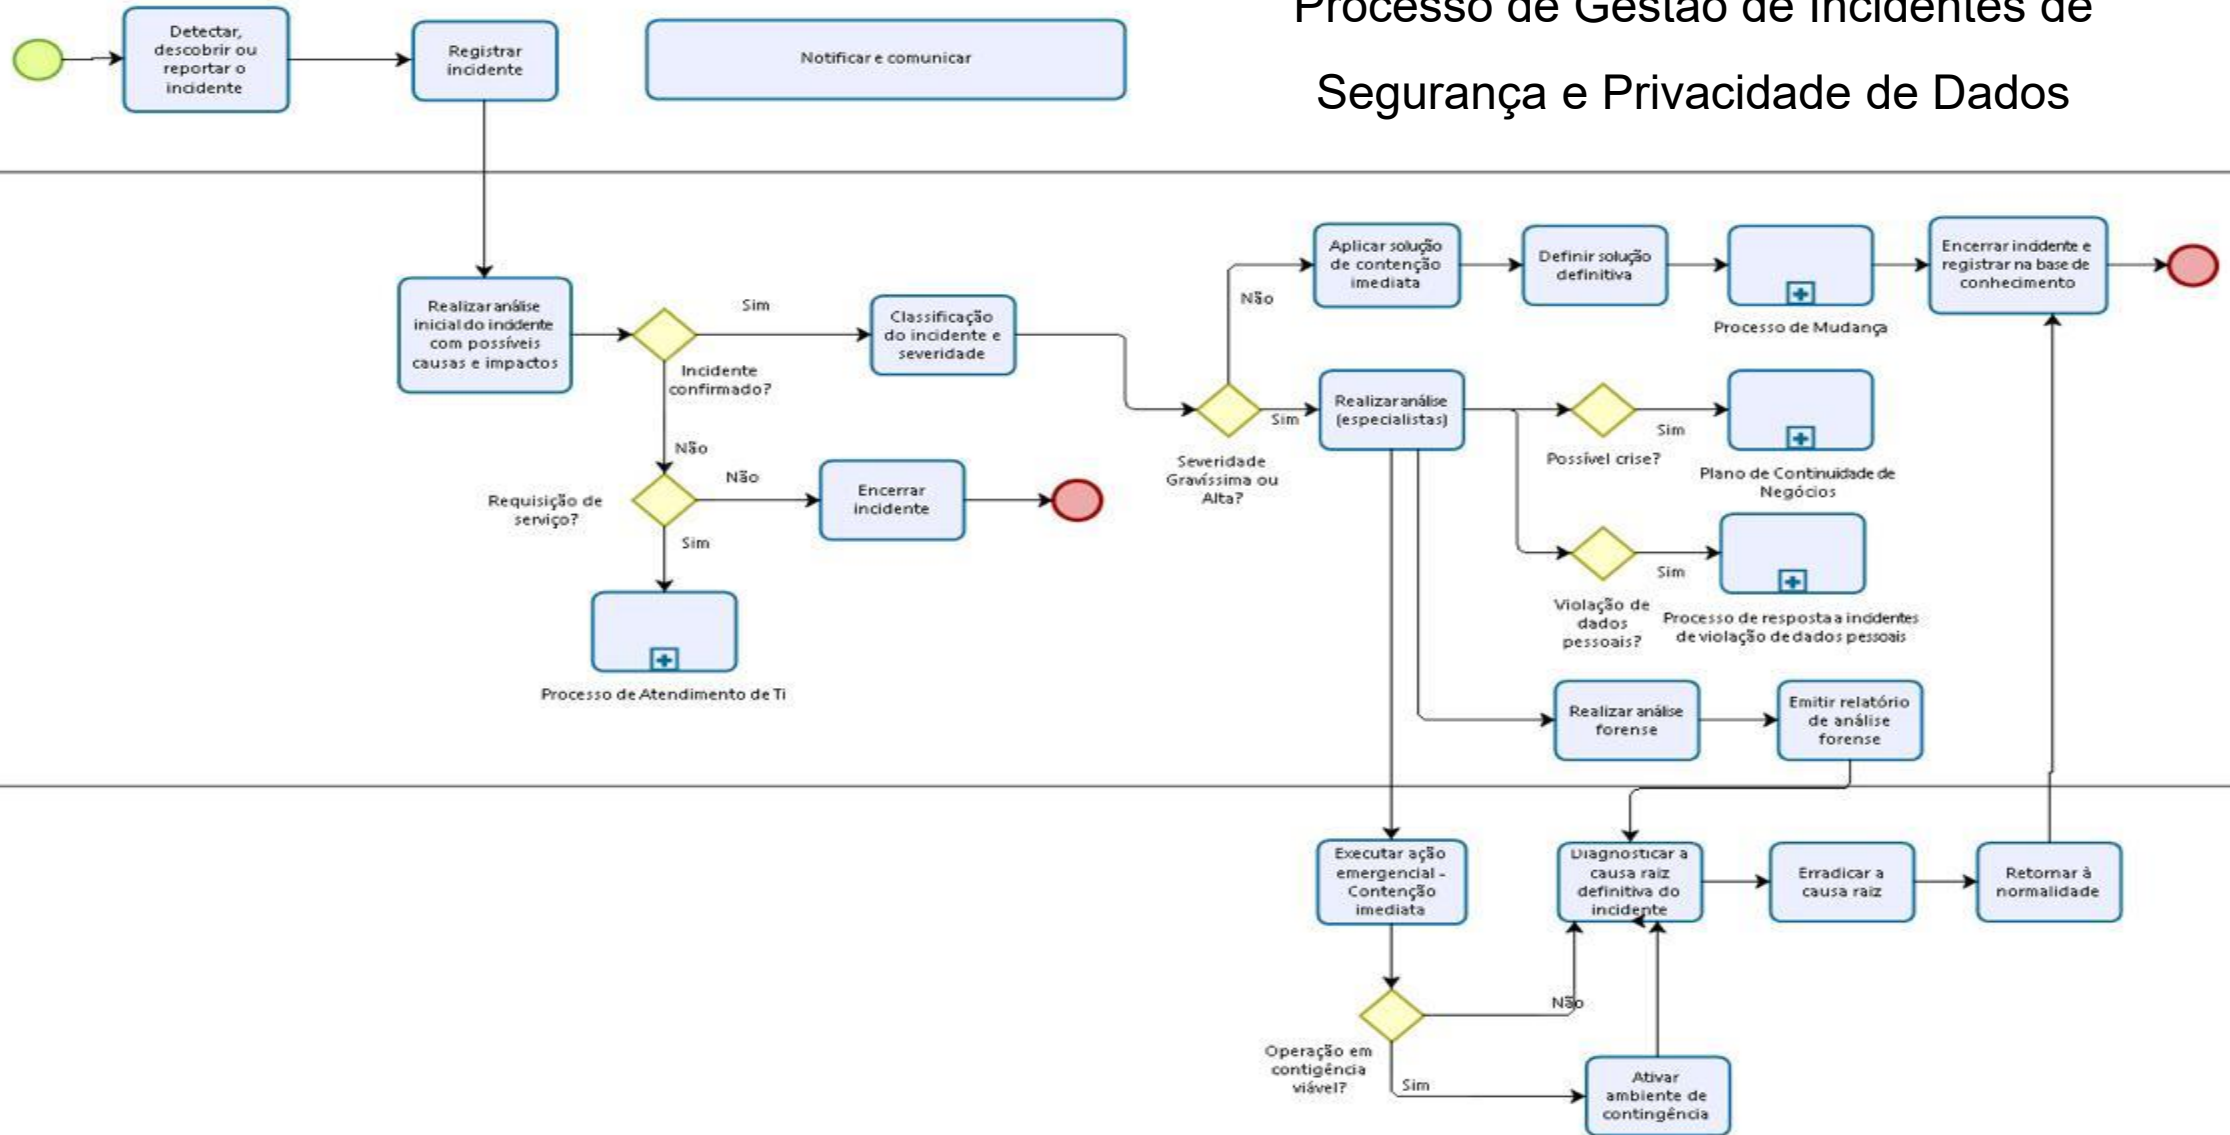 Processo de Gestão de Incidentes de
Segurança e Privacidade de Dados
Detectar,
descobrir ou
reportar o
incidente
Registrar
incidente
Notificar e comunicar
Realizar análise
inicial do incidente
com possíveis
causas e impactos
Sim
Incidente
confirmado?
Não
Classificação
do incidente e
severidade
Requisição de
serviço?
Não
Encerrar
incidente
Sim
Processo de Atendimento de Ti
Severidade
Gravíssima ou
Alta?
Não
Sim
Aplicar solução
de contenção
imediata
Definir solução
definitiva
Processo de Mudança
Encerrar incidente e
registrar na base de
conhecimento
Realizar análise
(especialistas)
Possível crise?
Sim
Plano de Continuidade de
Negócios
Violação de
dados
pessoais?
Sim
Processo de resposta a incidentes
de violação de dados pessoais
Realizar análise
forense
Emitir relatório
de análise
forense
Executar ação
emergencial -
Contenção
imediata
Diagnosticar a
causa raiz
definitiva do
incidente
Erradicar a
causa raiz
Retornar à
normalidade
Operação em
contigência
viável?
Não
Sim
Ativar
ambiente de
contingência